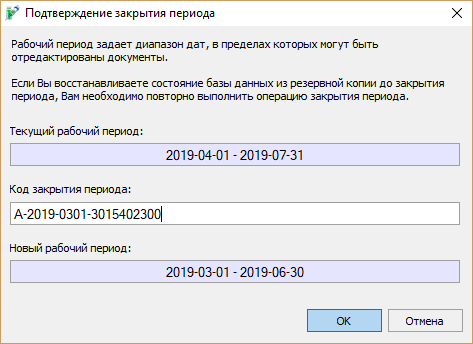 Подтверждение закрытия периода
Рабочий период задает диапазон дат, в пределах которых могут быть
отредактированы документы.
Если Вы восстанавливаете состояние базы данных из резервной копии до закрытия
периода, Вам необходимо повторно выполнить операцию закрытия периода.
Текущий рабочий период:
2019-04-01 - 2019-07-31
Код закрытия периода:
A-2019-0301-3015402300
Новый рабочий период:
2019-03-01 - 2019-06-30
OK
Отмена